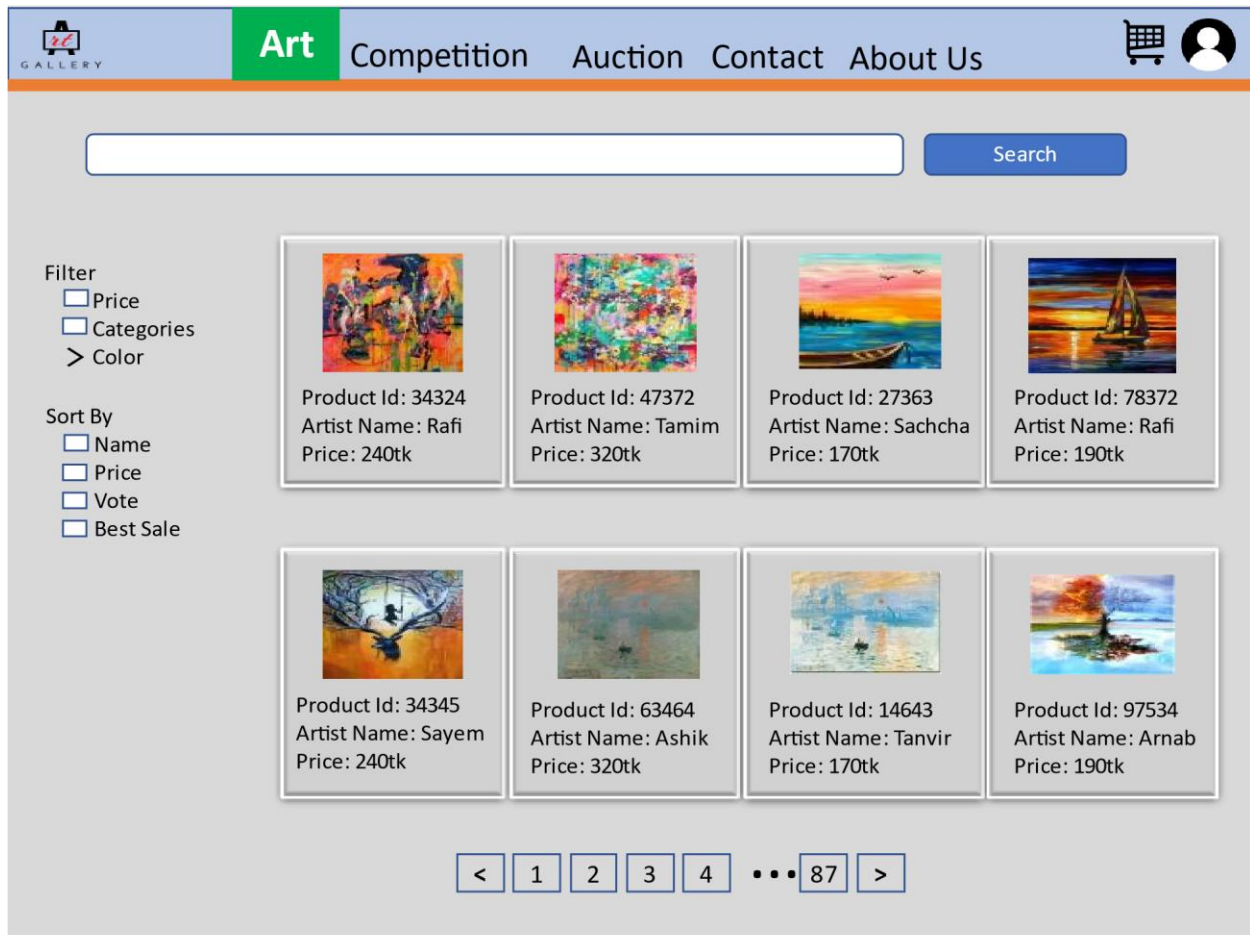 rt
GALLERY
Art
Competition
Auction
Contact
About Us
Search
Filter
Price
Categories
> Color
Sort By
Name
Price
Vote
Best Sale
Product Id: 34324
Artist Name: Rafi
Price: 240tk
Product Id: 47372
Artist Name: Tamim
Price: 320tk
Product Id: 27363
Artist Name: Sachcha
Price: 170tk
Product Id: 78372
Artist Name: Rafi
Price: 190tk
Product Id: 34345
Artist Name: Sayem
Price: 240tk
Product Id: 63464
Artist Name: Ashik
Price: 320tk
Product Id: 14643
Artist Name: Tanvir
Price: 170tk
Product Id: 97534
Artist Name: Arnab
Price: 190tk
< 1 2 3 4 ••• 87 >